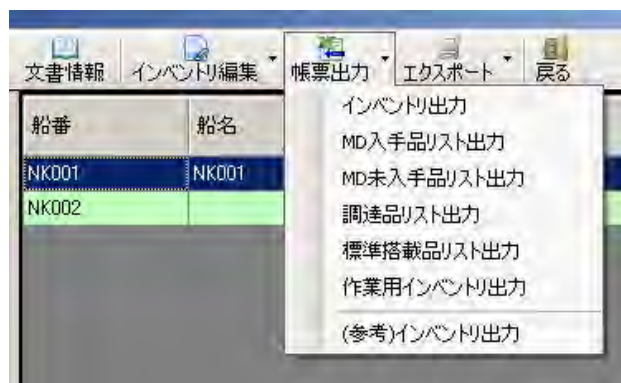 文書情報 インベントリ編集 帳票出力 エクスポート 戻る
船番 船名
NK001 NK001
NK002
インベントリ出力
MD入手品リスト出力
MD未入手品リスト出力
調達品リスト出力
標準搭載品リスト出力
作業用インベントリ出力
(参考)インベントリ出力